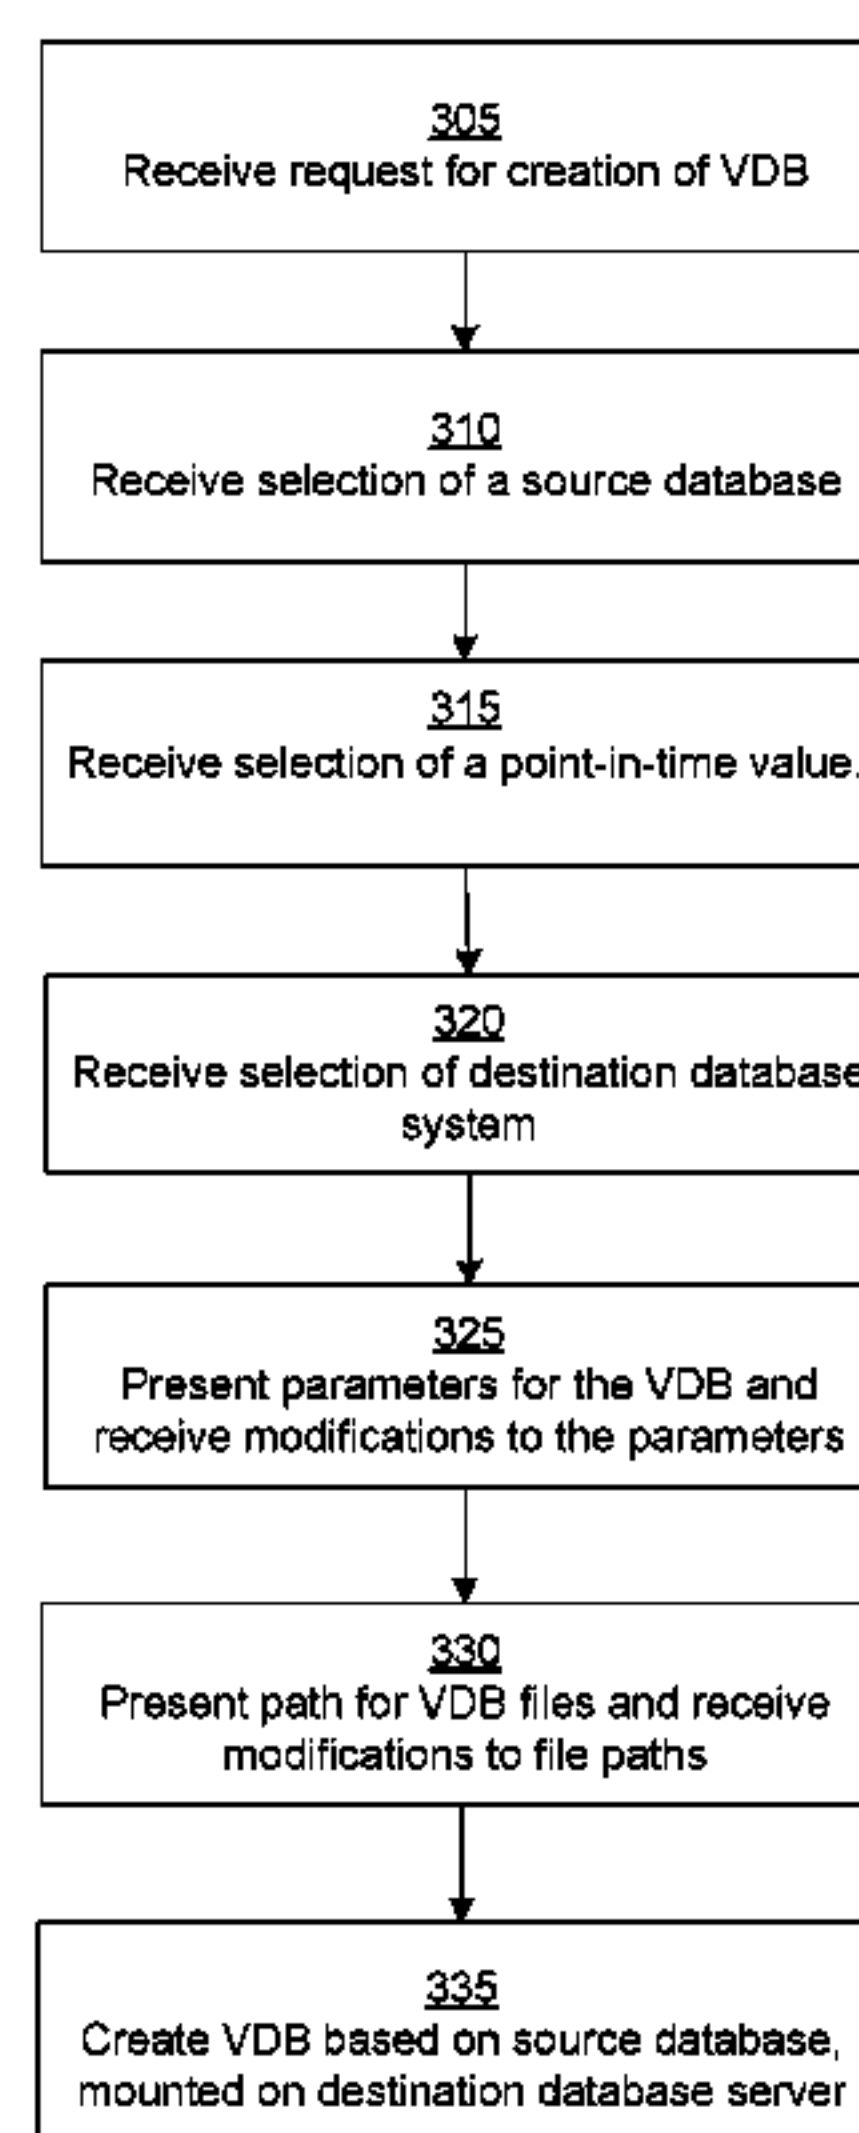 305
Receive request for creation of VDB
310
Receive selection of a source database
315
Receive selection of a point-in-time value.
320
Receive selection of destination database
system
325
Present parameters for the VDB and
receive modifications to the parameters
330
Present path for VDB files and receive
modifications to file paths
335
Create VDB based on source database,
mounted on destination database server